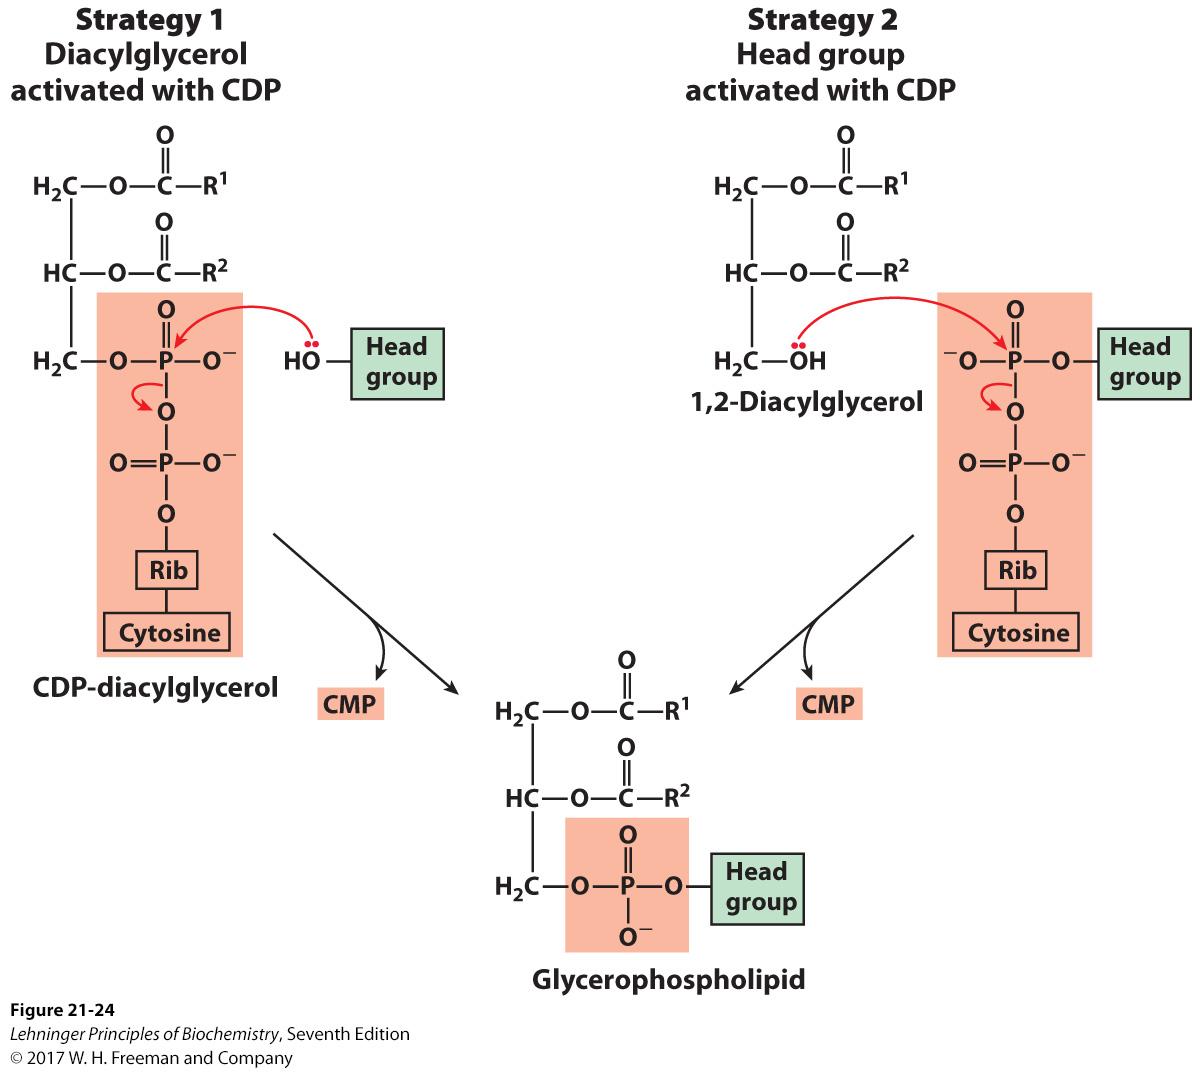 Strategy 1
Diacylglycerol
activated with CDP
O
H₂C—O—C—R¹
O
HC—O—C—R²
O
H₂C—O—P—O⁻
HO
Head
group
O
O=P—O⁻
O
Rib
Cytosine
CDP-diacylglycerol
CMP
Strategy 2
Head group
activated with CDP
O
H₂C—O—C—R¹
O
HC—O—C—R²
H₂C—OH
1,2-Diacylglycerol
O
⁻O—P—O
Head
group
O
O=P—O⁻
O
Rib
Cytosine
CMP
O
H₂C—O—C—R¹
O
HC—O—C—R²
O
H₂C—O—P—O
Head
group
O⁻
Glycerophospholipid
Figure 21-24
Lehninger Principles of Biochemistry, Seventh Edition
© 2017 W. H. Freeman and Company